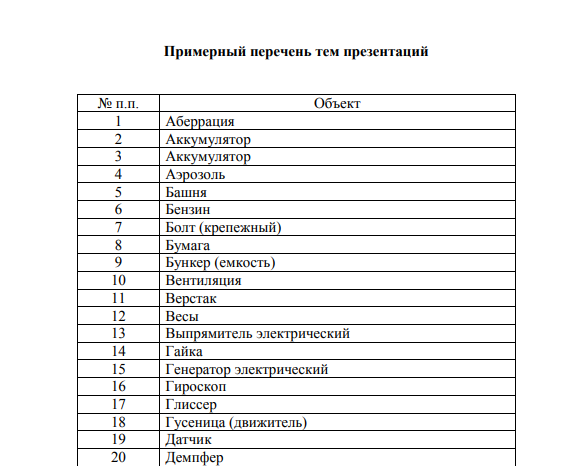 Примерный перечень тем презентаций
№ п.п. Объект
1 Аберрация
2 Аккумулятор
3 Аккумулятор
4 Аэрозоль
5 Башня
6 Бензин
7 Болт (крепежный)
8 Бумага
9 Бункер (емкость)
10 Вентиляция
11 Верстак
12 Весы
13 Выпрямитель электрический
14 Гайка
15 Генератор электрический
16 Гироскоп
17 Глиссер
18 Гусеница (движитель)
19 Датчик
20 Демпфер